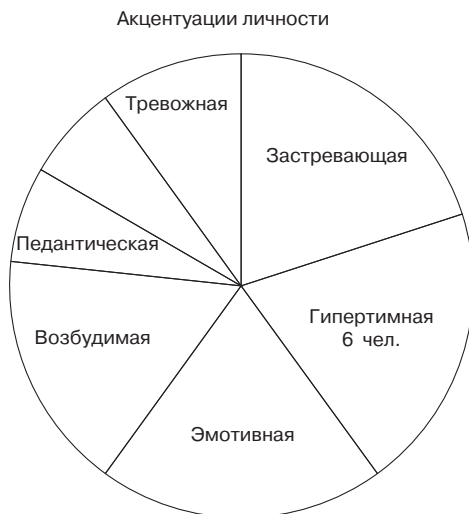 Акцентуации личности
Тревожная
Застревающая
Педантическая
Гипертимная
6 чел.
Возбудимая
Эмотивная